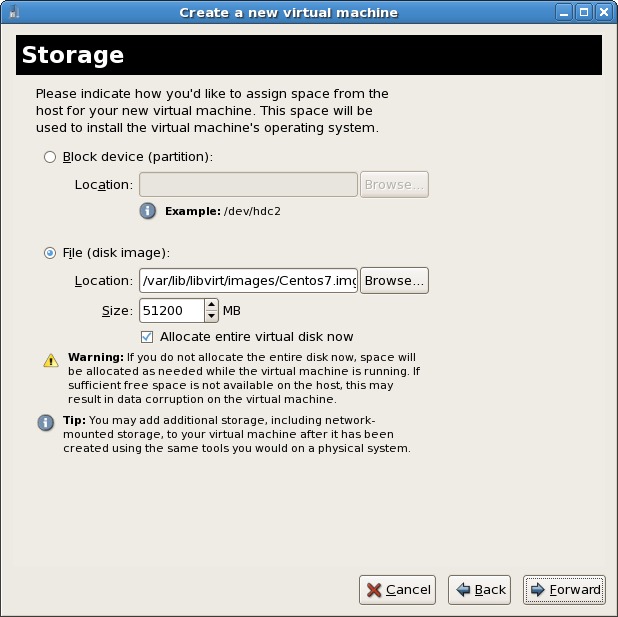 Create a new virtual machine
Storage
Please indicate how you'd like to assign space from the
host for your new virtual machine. This space will be
used to install the virtual machine's operating system.
Block device (partition):
Location:
Browse...
Example: /dev/hdc2
File (disk image):
Location: /var/lib/libvirt/images/Centos7.img Browse...
Size: 51200 MB
Allocate entire virtual disk now
Warning: If you do not allocate the entire disk now, space will
be allocated as needed while the virtual machine is running. If
sufficient free space is not available on the host, this may
result in data corruption on the virtual machine.
Tip: You may add additional storage, including network-
mounted storage, to your virtual machine after it has been
created using the same tools you would on a physical system.
Cancel Back Forward